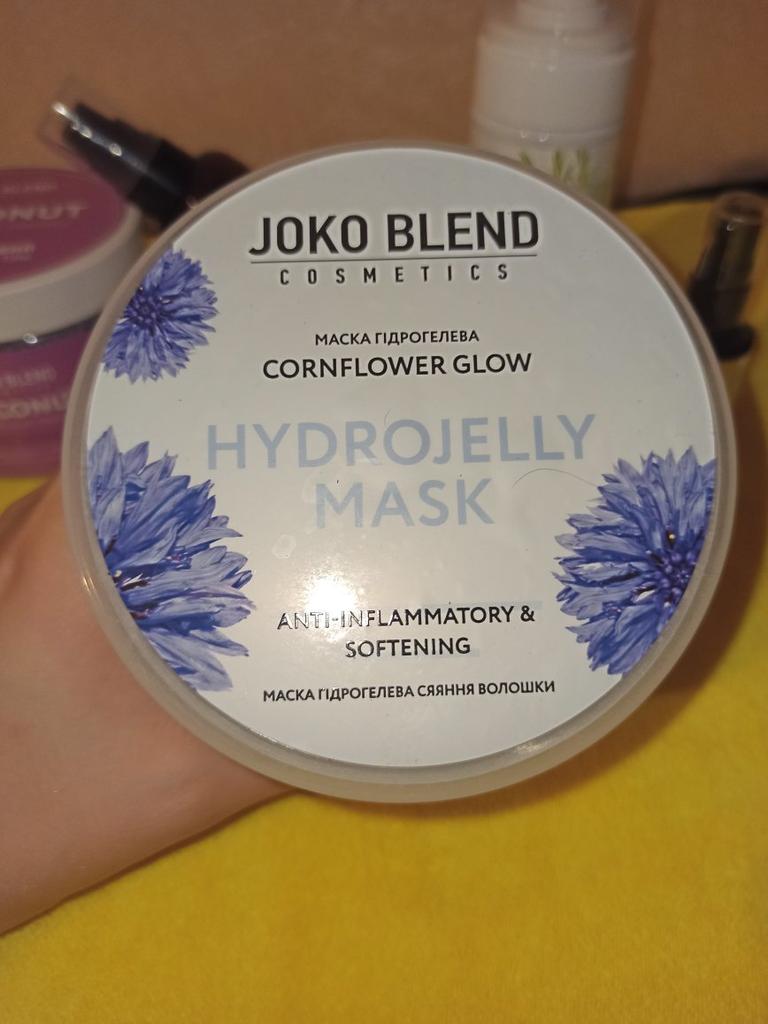 JOKO BLEND
COSMETICS
МАСКА ГІДРОГЕЛЕВА
CORNFLOWER GLOW
HYDROJELLY
MASK
ANTI-INFLAMMATORY &
SOFTENING
МАСКА ГІДРОГЕЛЕВА СЯЯННЯ ВОЛОШКИ